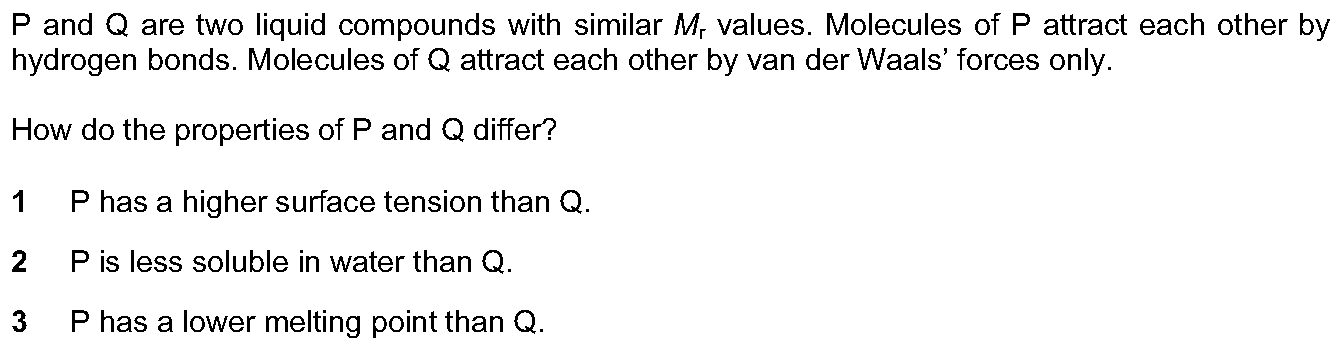 P and Q are two liquid compounds with similar Mr values. Molecules of P attract each other by
hydrogen bonds. Molecules of Q attract each other by van der Waals’ forces only.
How do the properties of P and Q differ?
1 P has a higher surface tension than Q.
2 P is less soluble in water than Q.
3 P has a lower melting point than Q.